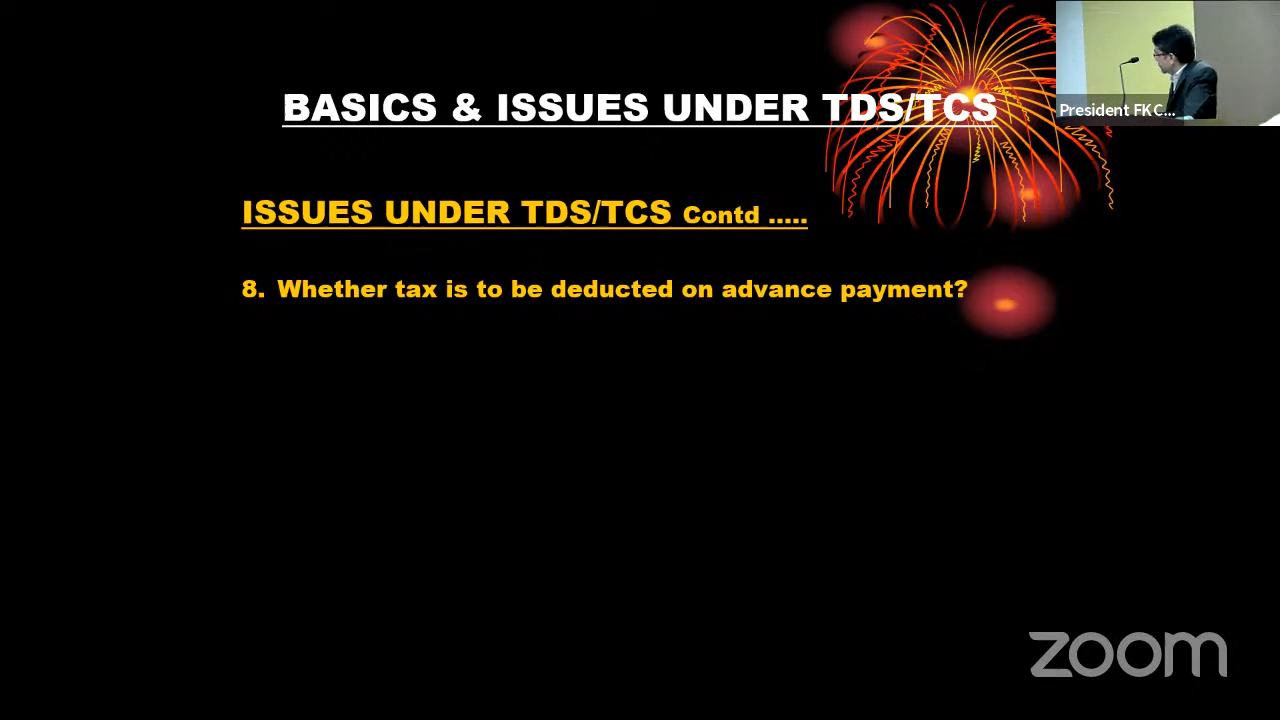 BASICS & ISSUES UNDER TDS/TCS
President FKC...
ISSUES UNDER TDS/TCS Contd .....
8. Whether tax is to be deducted on advance payment?
zoom